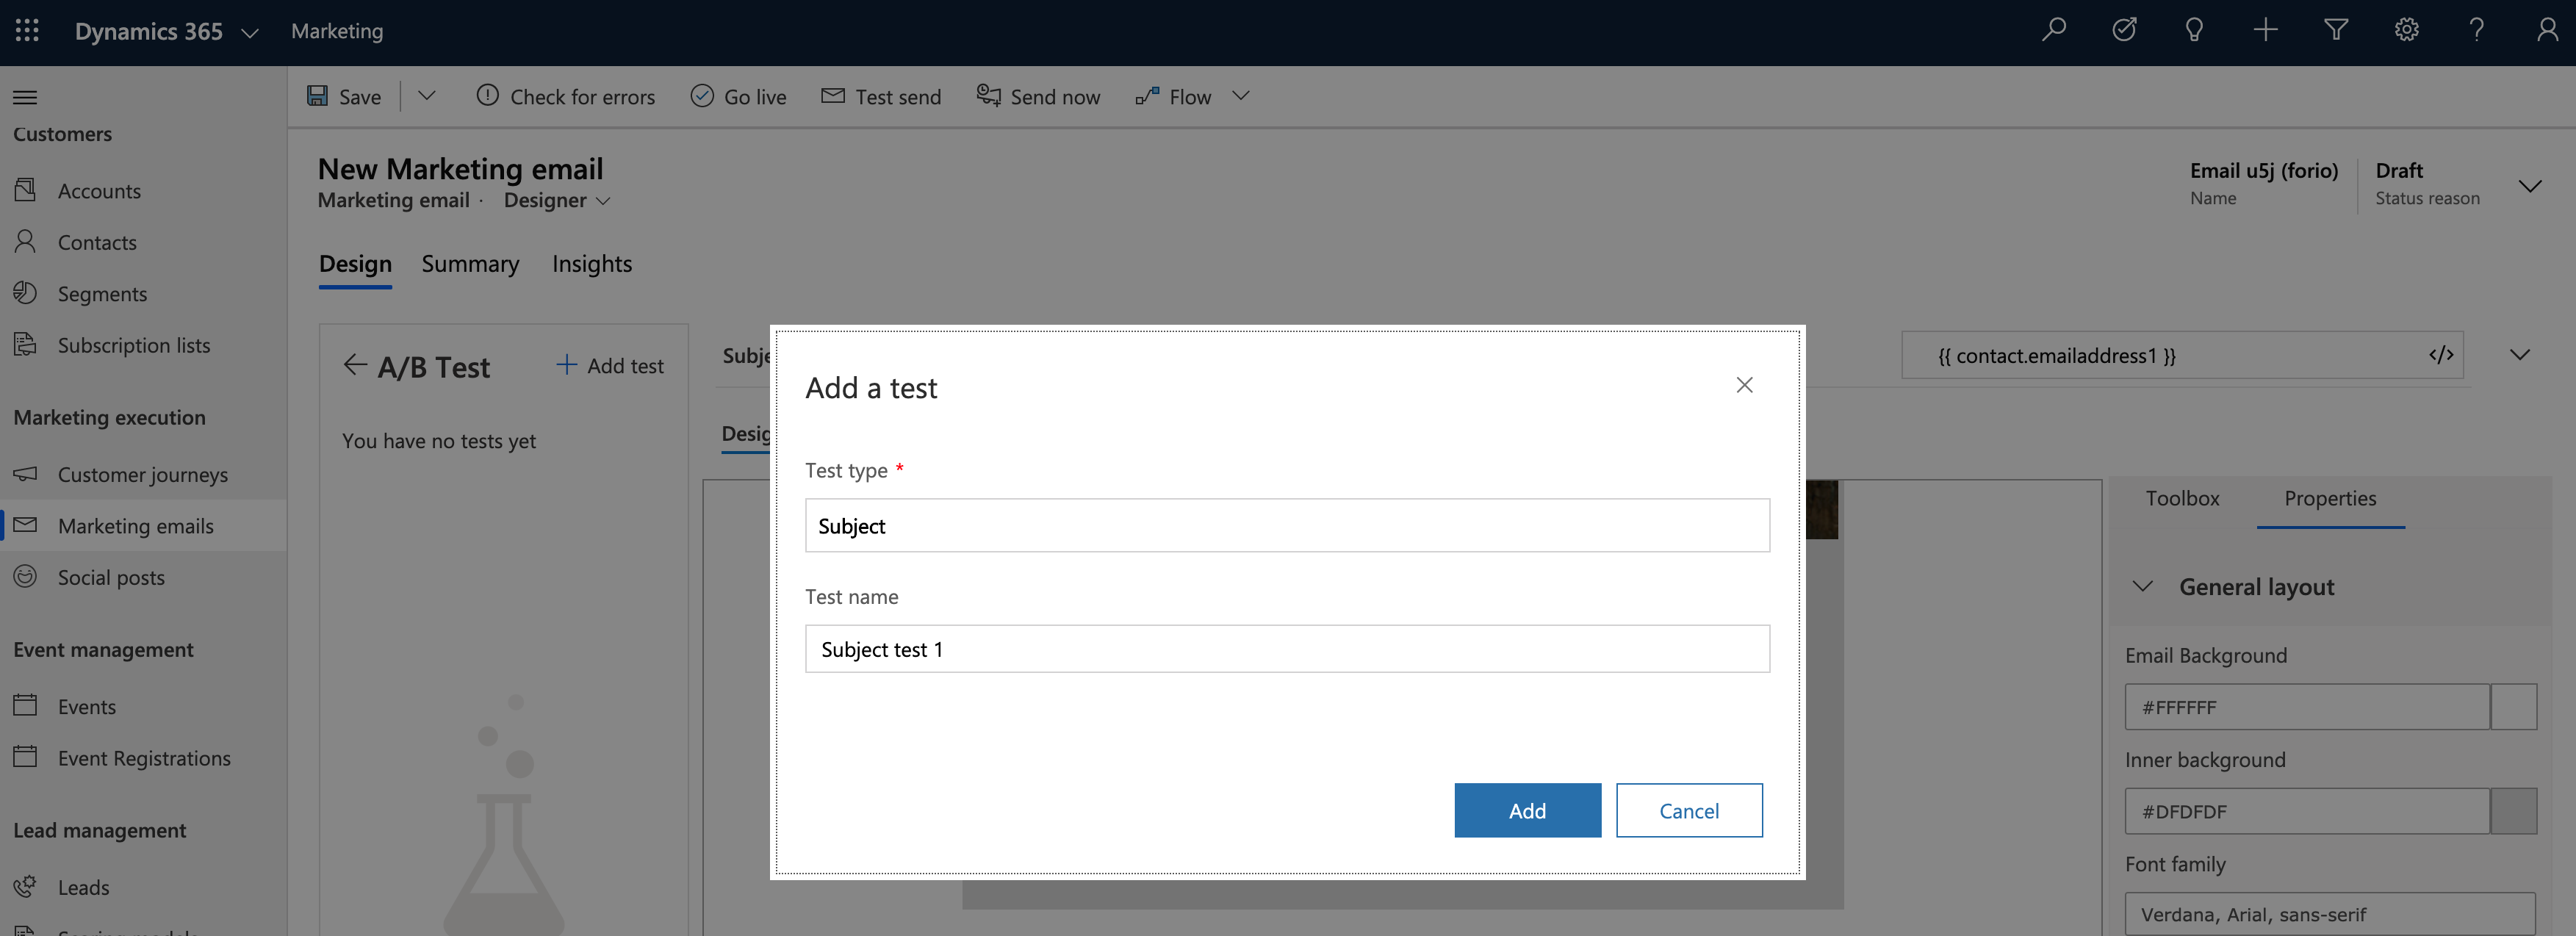 Dynamics 365
Marketing
Save
Check for errors
Go live
Test send
Send now
Flow
Customers
Accounts
Contacts
Segments
Subscription lists
Marketing execution
Customer journeys
Marketing emails
Social posts
Event management
Events
Event Registrations
Lead management
Leads
New Marketing email
Marketing email · Designer
Email u5j (forio)
Name
Draft
Status reason
Design
Summary
Insights
A/B Test
+ Add test
You have no tests yet
{{ contact.emailaddress1 }}
</>
Add a test
Test type *
Subject
Test name
Subject test 1
Add
Cancel
Toolbox
Properties
General layout
Email Background
#FFFFFF
Inner background
#DFDFDF
Font family
Verdana, Arial, sans-serif